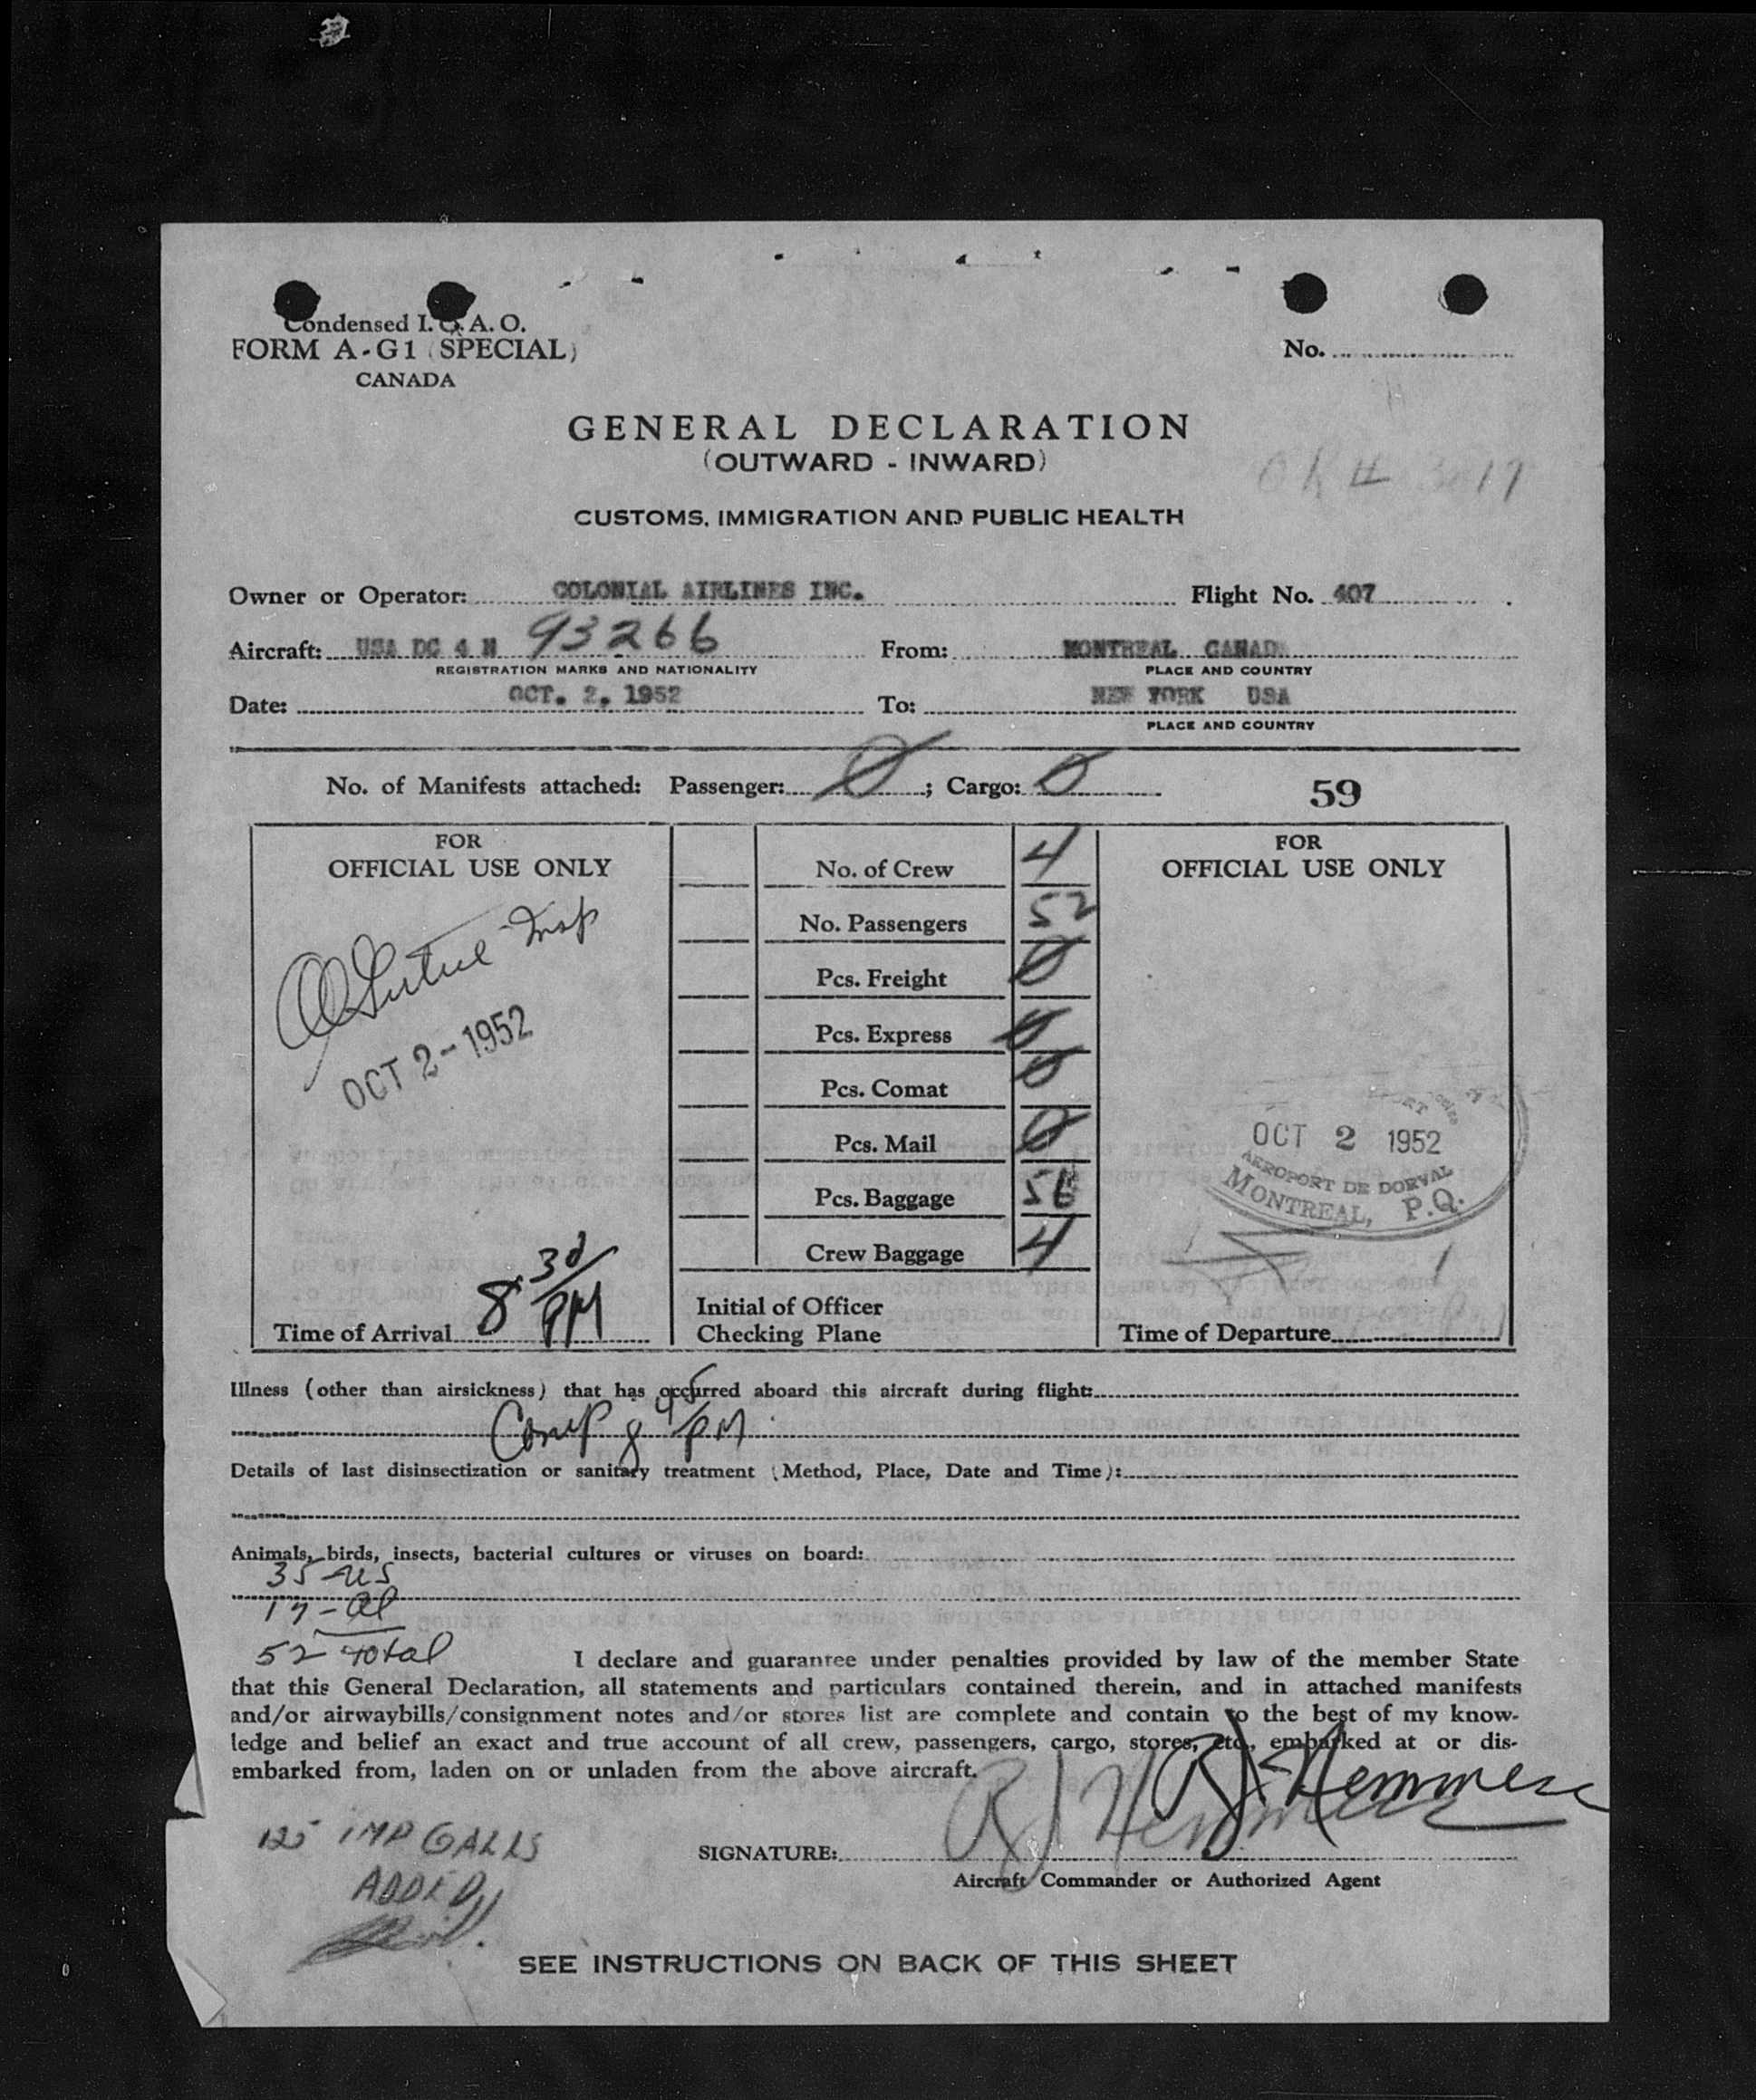 Condensed I.C.A.O.
FORM A-G1 (SPECIAL)
CANADA
No.
GENERAL DECLARATION
(OUTWARD - INWARD)
CUSTOMS, IMMIGRATION AND PUBLIC HEALTH
Owner or Operator: COLONIAL AIRLINES INC. Flight No. 407
Aircraft: USA DC 4 N 93266 From: MONTREAL CANADA
REGISTRATION MARKS AND NATIONALITY PLACE AND COUNTRY
Date: OCT. 2, 1952 To: NEW YORK USA
PLACE AND COUNTRY
No. of Manifests attached: Passenger: 0 ; Cargo: 0 59
FOR
OFFICIAL USE ONLY
Insp
OCT 2-1952
Time of Arrival 8 30/PM
No. of Crew 4
No. Passengers 52
Pcs. Freight 0
Pcs. Express 0
Pcs. Comat 0
Pcs. Mail 0
Pcs. Baggage
Crew Baggage 4
Initial of Officer
Checking Plane
FOR
OFFICIAL USE ONLY
OCT 2 1952
AEROPORT DE DORVAL
MONTREAL, P.Q.
Time of Departure
Illness (other than airsickness) that has occurred aboard this aircraft during flight:
Comp 8 45/PM
Details of last disinsectization or sanitary treatment (Method, Place, Date and Time):
Animals, birds, insects, bacterial cultures or viruses on board:
35-US
17-Al
52 total
I declare and guarantee under penalties provided by law of the member State
that this General Declaration, all statements and particulars contained therein, and in attached manifests
and/or airwaybills/consignment notes and/or stores list are complete and contain to the best of my know-
ledge and belief an exact and true account of all crew, passengers, cargo, stores, etc., embarked at or dis-
embarked from, laden on or unladen from the above aircraft.
125 IMP GALLS
ADDED
SIGNATURE:
Aircraft Commander or Authorized Agent
SEE INSTRUCTIONS ON BACK OF THIS SHEET